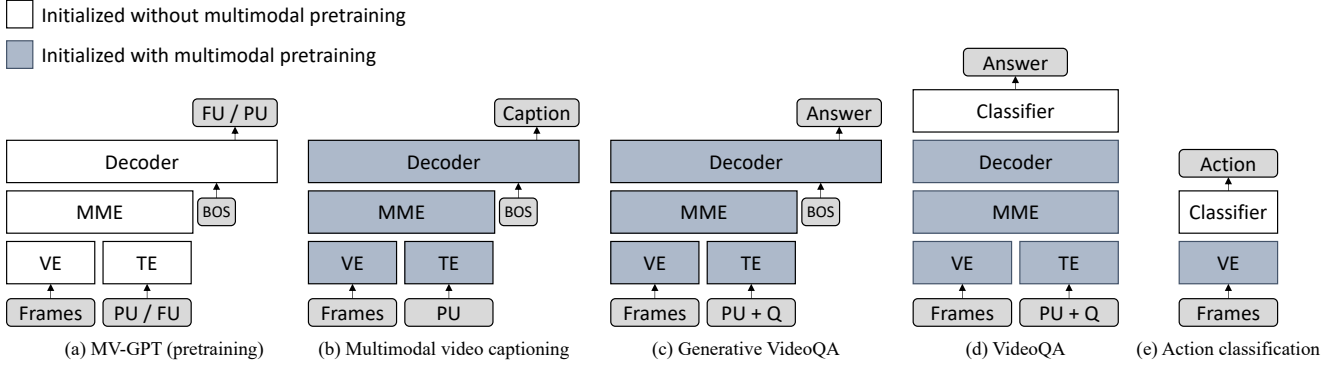 Initialized without multimodal pretraining
Initialized with multimodal pretraining
FU / PU
Decoder
MME
BOS
VE
TE
Frames
PU / FU
(a) MV-GPT (pretraining)
Caption
Decoder
MME
BOS
VE
TE
Frames
PU
(b) Multimodal video captioning
Answer
Decoder
MME
BOS
VE
TE
Frames
PU + Q
(c) Generative VideoQA
Answer
Classifier
Decoder
MME
VE
TE
Frames
PU + Q
(d) VideoQA
Action
Classifier
VE
Frames
(e) Action classification